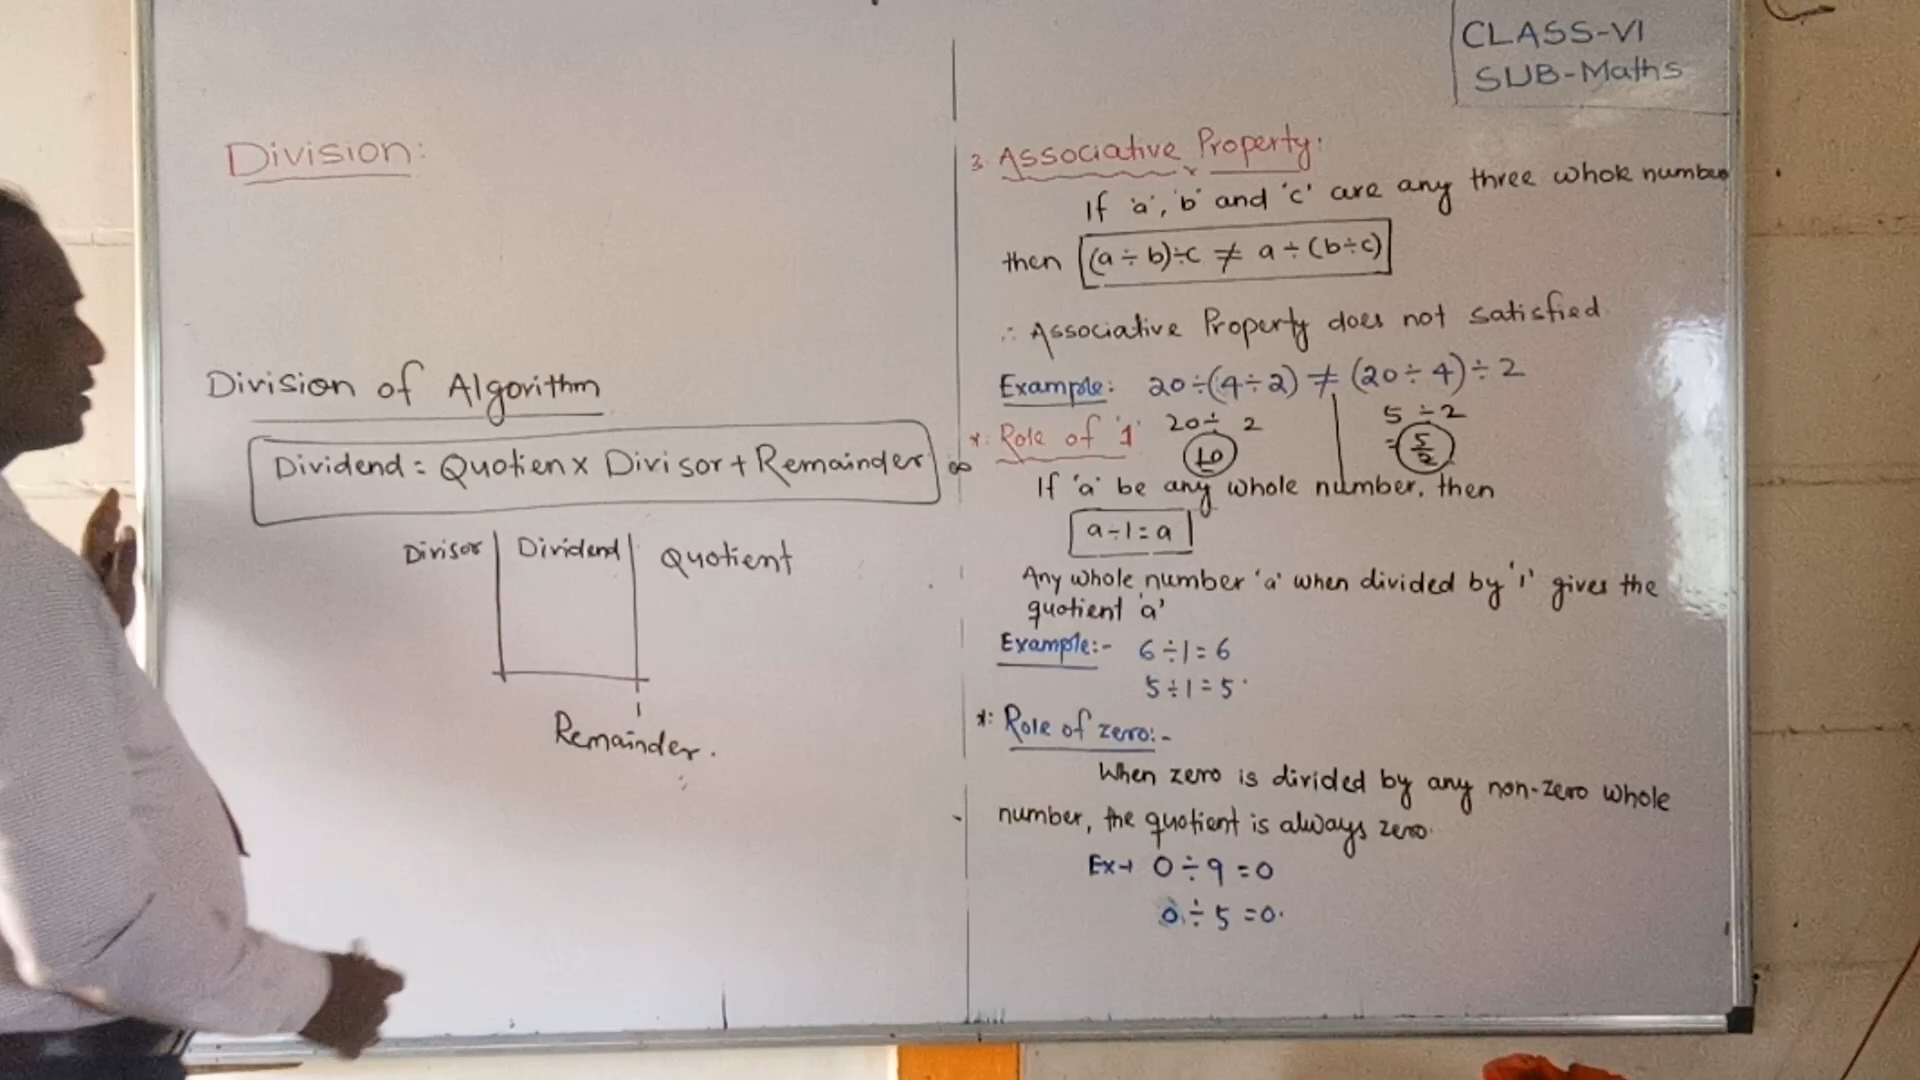 CLASS-VI
SUB-Maths
Division:
Division of Algorithm
Dividend = Quotien x Divisor + Remainder
Divisor | Dividend | Quotient
Remainder.
3. Associative Property:
If 'a', 'b' and 'c' are any three whole number
then (a ÷ b)÷c ≠ a ÷ (b÷c)
∴ Associative Property does not satisfied.
Example: 20÷(4÷2) ≠ (20÷4)÷2
20÷ 2 5 ÷2
10 = 5/2
*: Role of '1'
If 'a' be any whole number, then
a÷1=a
Any whole number 'a' when divided by '1' gives the
quotient 'a'
Example:- 6÷1=6
5÷1=5.
*: Role of zero:-
When zero is divided by any non-zero whole
number, the quotient is always zero.
Ex→ 0÷9=0
0÷5=0.